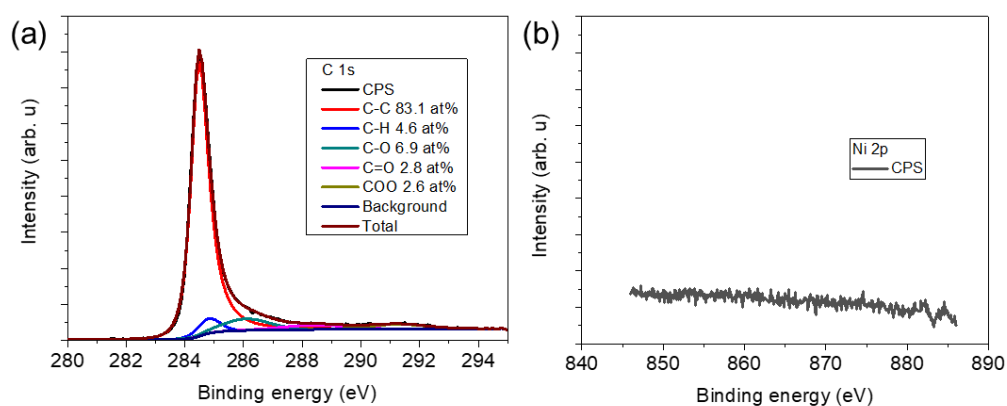 (a)
Intensity (arb. u)
C 1s
CPS
C-C 83.1 at%
C-H 4.6 at%
C-O 6.9 at%
C=O 2.8 at%
COO 2.6 at%
Background
Total
280 282 284 286 288 290 292 294
Binding energy (eV)
(b)
Intensity (arb. u)
Ni 2p
CPS
840 850 860 870 880 890
Binding energy (eV)